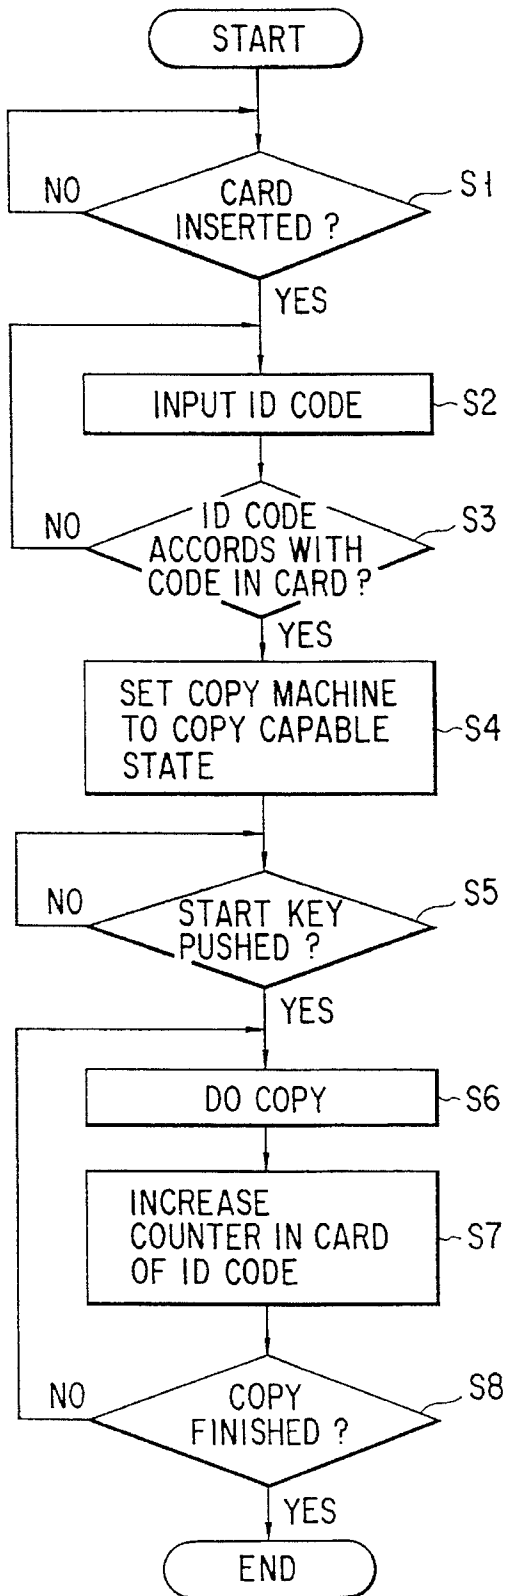 START
NO
CARD
INSERTED ?
S1
YES
INPUT ID CODE
S2
NO
ID CODE
ACCORDS WITH
CODE IN CARD ?
S3
YES
SET COPY MACHINE
TO COPY CAPABLE
STATE
S4
NO
START KEY
PUSHED ?
S5
YES
DO COPY
S6
INCREASE
COUNTER IN CARD
OF ID CODE
S7
NO
COPY
FINISHED ?
S8
YES
END